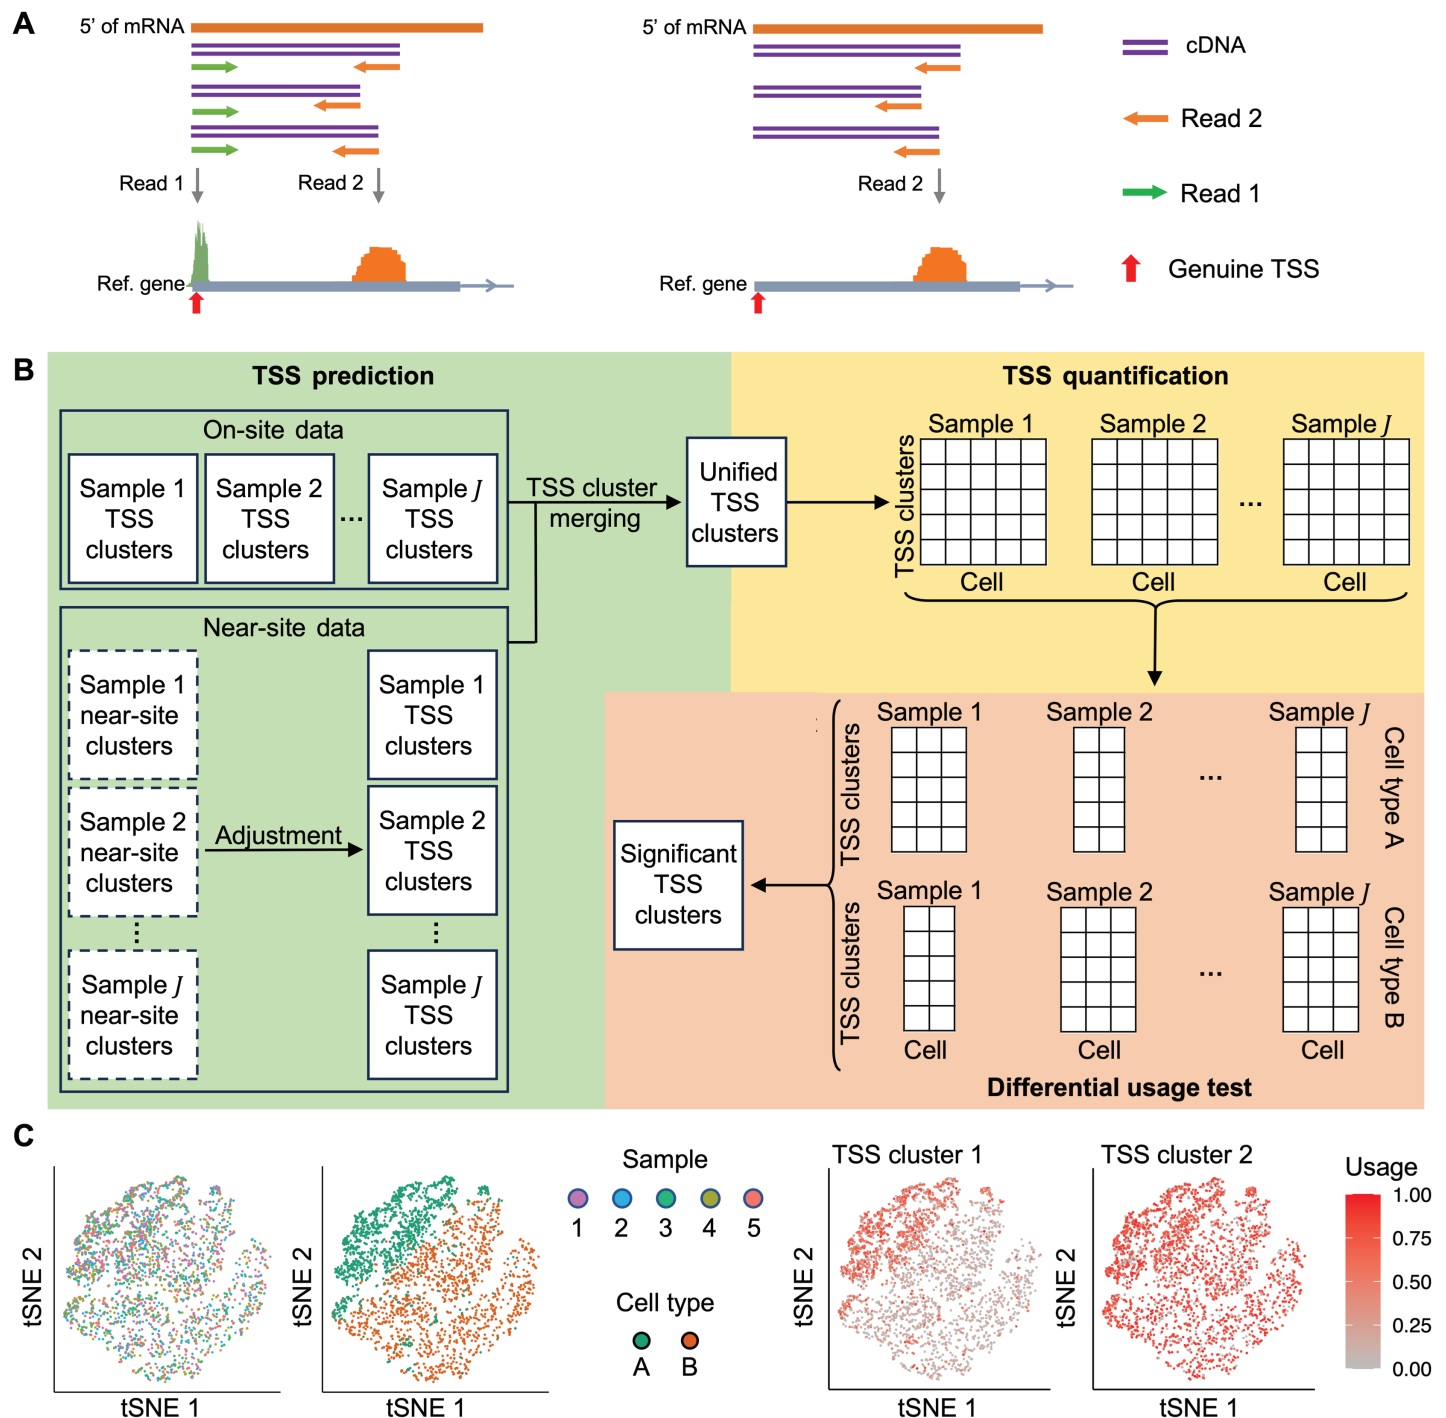 A
5’ of mRNA
Read 1
Read 2
Ref. gene
5’ of mRNA
Read 2
Ref. gene
cDNA
Read 2
Read 1
Genuine TSS
B
TSS prediction
On-site data
Sample 1
TSS
clusters
Sample 2
TSS
clusters
...
Sample J
TSS
clusters
TSS cluster
merging
Unified
TSS
clusters
Near-site data
Sample 1
near-site
clusters
Sample 1
TSS
clusters
Sample 2
near-site
clusters
Adjustment
Sample 2
TSS
clusters
...
...
Sample J
near-site
clusters
Sample J
TSS
clusters
TSS quantification
Sample 1
Sample 2
Sample J
TSS clusters
...
Cell
Cell
Cell
Sample 1
Sample 2
Sample J
TSS clusters
...
Cell type A
Significant
TSS
clusters
Sample 1
Sample 2
Sample J
TSS clusters
...
Cell type B
Cell
Cell
Cell
Differential usage test
C
tSNE 2
tSNE 1
tSNE 2
tSNE 1
Sample
1 2 3 4 5
Cell type
A B
TSS cluster 1
tSNE 2
tSNE 1
TSS cluster 2
tSNE 2
tSNE 1
Usage
1.00
0.75
0.50
0.25
0.00